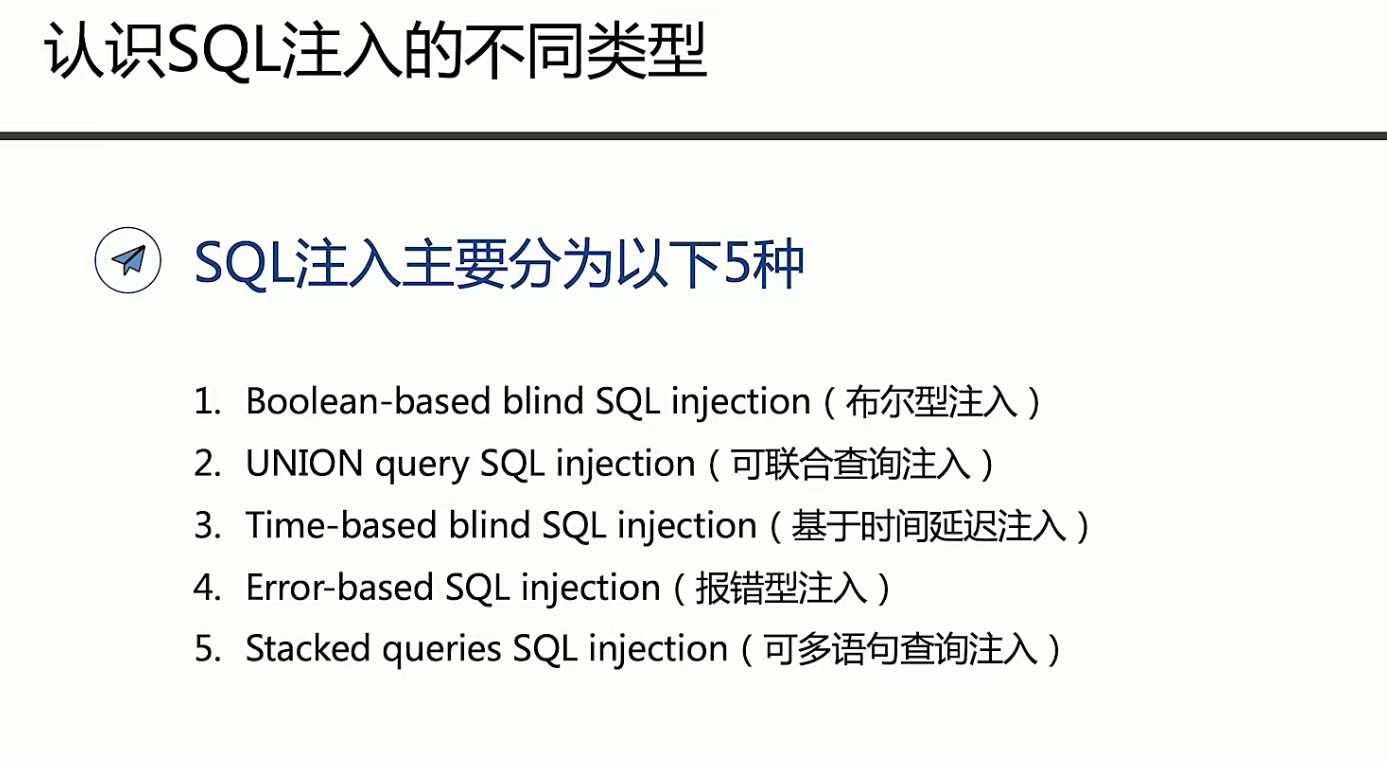 认识SQL注入的不同类型
SQL注入主要分为以下5种
1. Boolean-based blind SQL injection（布尔型注入）
2. UNION query SQL injection（可联合查询注入）
3. Time-based blind SQL injection（基于时间延迟注入）
4. Error-based SQL injection（报错型注入）
5. Stacked queries SQL injection（可多语句查询注入）